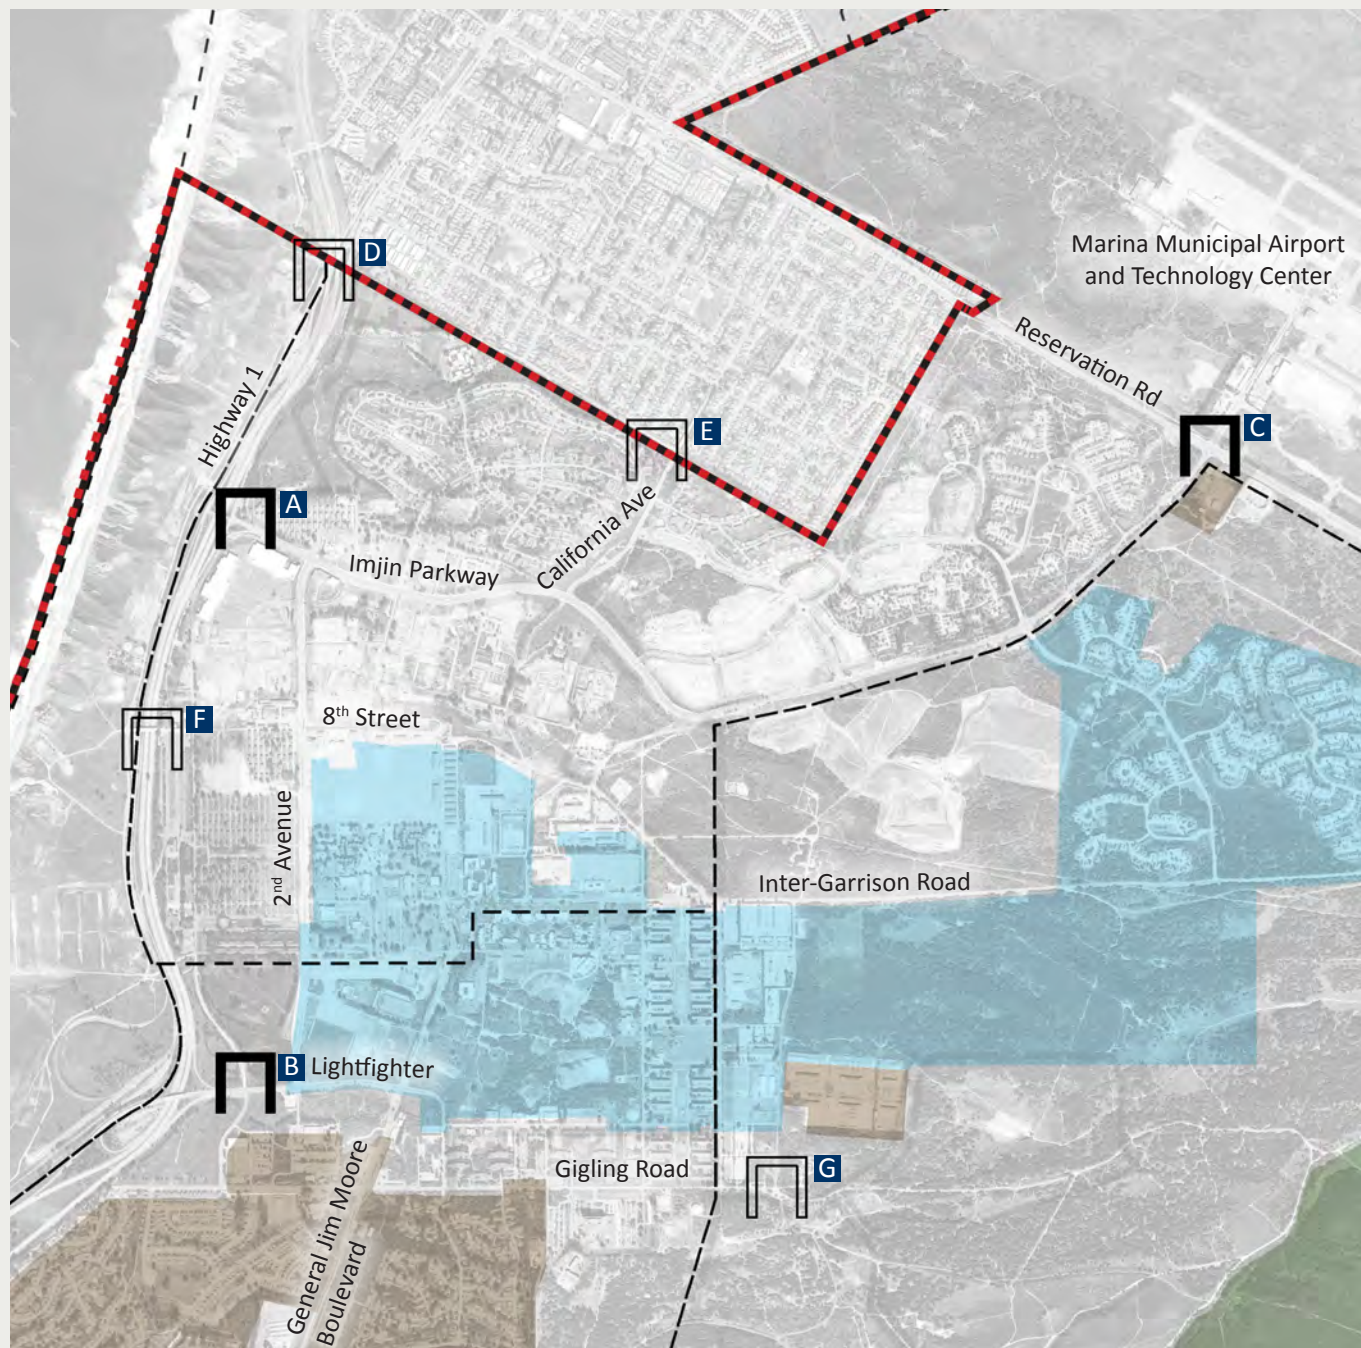 D
Marina Municipal Airport
and Technology Center
Reservation Rd
Highway 1
E
C
A
California Ave
Imjin Parkway
F
8th Street
2nd Avenue
Inter-Garrison Road
B
Lightfighter
Gigling Road
G
General Jim Moore
Boulevard